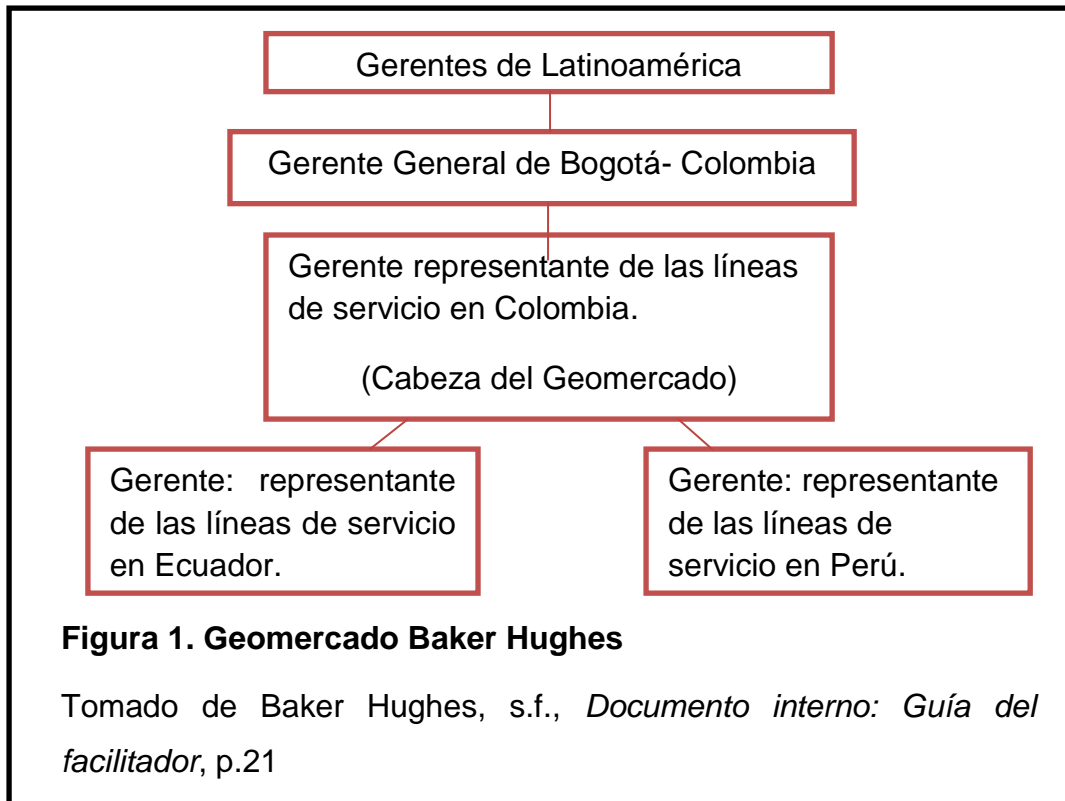 Gerentes de Latinoamérica
Gerente General de Bogotá- Colombia
Gerente representante de las líneas
de servicio en Colombia.
(Cabeza del Geomercado)
Gerente: representante
de las líneas de servicio
en Ecuador.
Gerente: representante
de las líneas de
servicio en Perú.
Figura 1. Geomercado Baker Hughes
Tomado de Baker Hughes, s.f., Documento interno: Guía del
facilitador, p.21